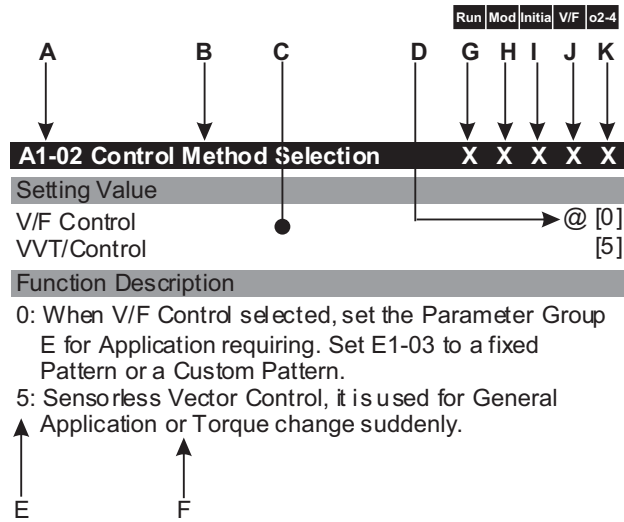 Run Mod Initia V/F o2-4
A B C D G H I J K
A1-02 Control Method Selection X X X X X
Setting Value
V/F Control @ [0]
VVT/Control [5]
Function Description
0: When V/F Control selected, set the Parameter Group
E for Application requiring. Set E1-03 to a fixed
Pattern or a Custom Pattern.
5: Sensorless Vector Control, it is used for General
Application or Torque change suddenly.
E F